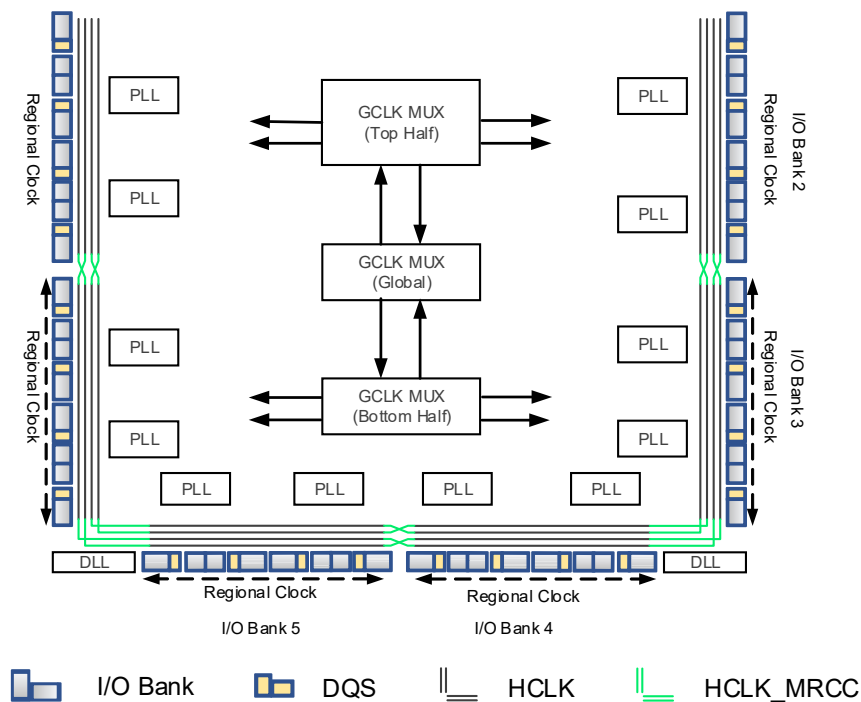 PLL
GCLK MUX
(Top Half)
PLL
Regional Clock
Regional Clock
I/O Bank 2
PLL
PLL
GCLK MUX
(Global)
PLL
PLL
Regional Clock
Regional Clock
I/O Bank 3
GCLK MUX
(Bottom Half)
PLL
PLL
PLL
PLL
PLL
PLL
DLL
DLL
Regional Clock
Regional Clock
I/O Bank 5
I/O Bank 4
I/O Bank
DQS
HCLK
HCLK_MRCC